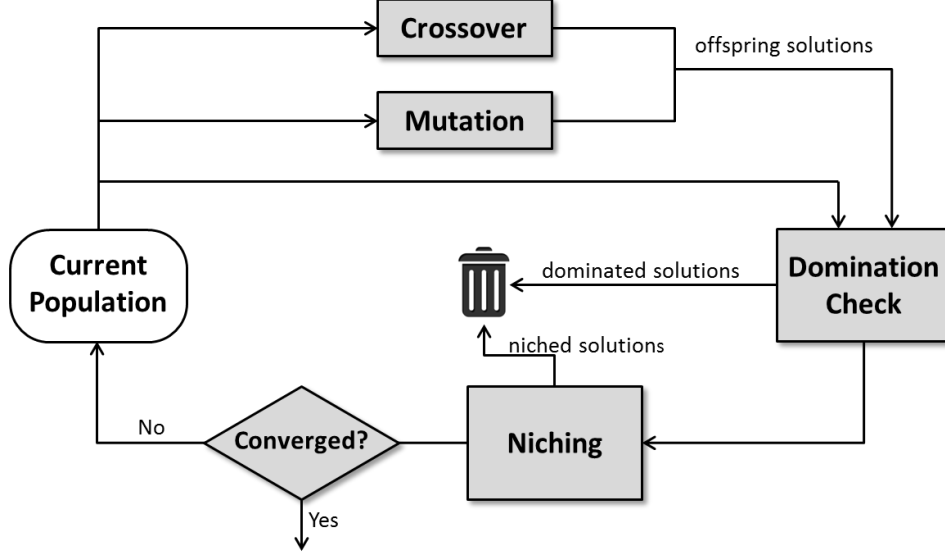 Crossover
offspring solutions
Mutation
Current
Population
dominated solutions
Domination
Check
niched solutions
No
Converged?
Niching
Yes